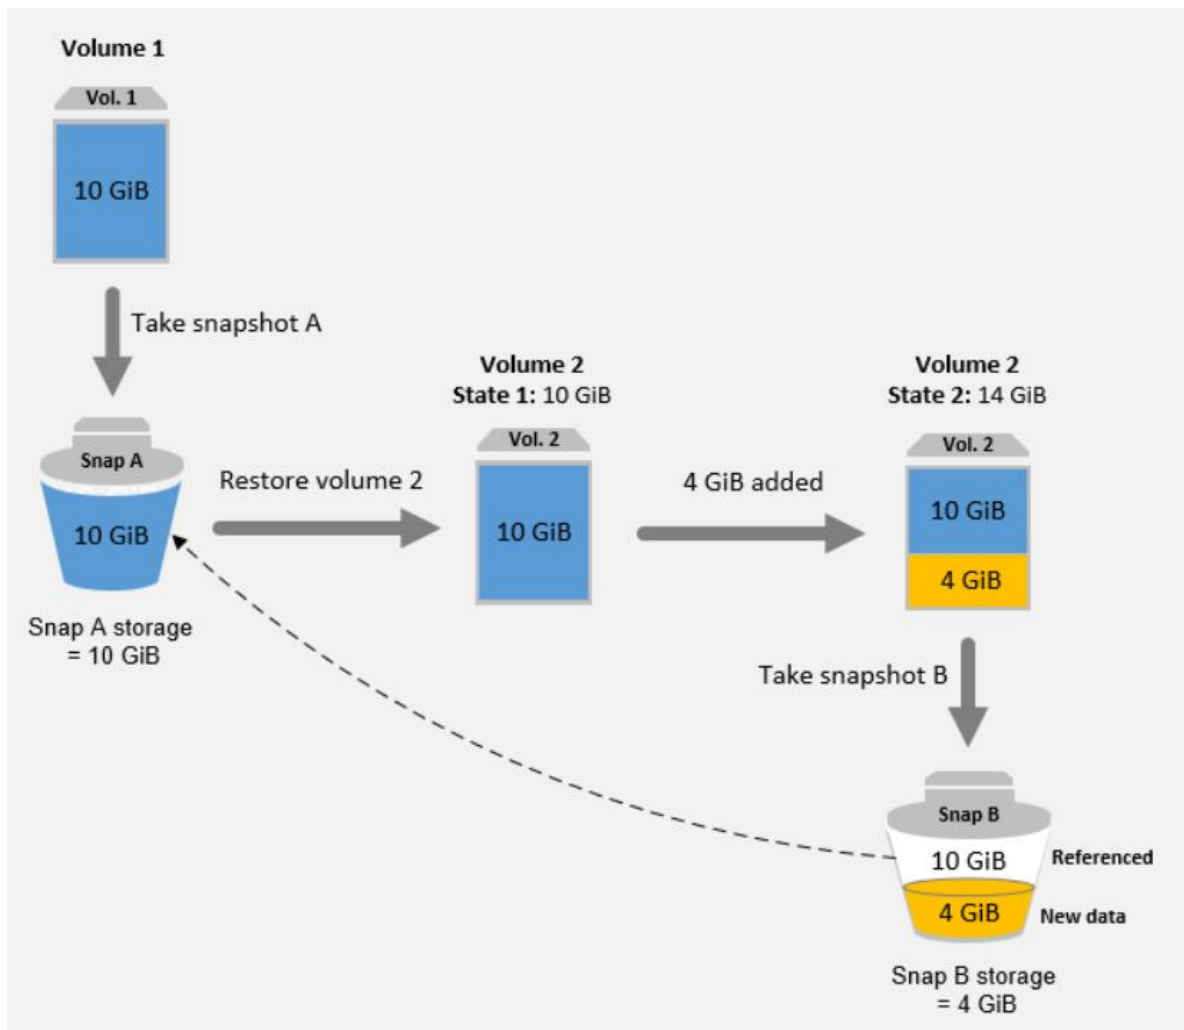 Volume 1
Vol. 1
10 GiB
Take snapshot A
Snap A
10 GiB
Snap A storage
= 10 GiB
Restore volume 2
Volume 2
State 1: 10 GiB
Vol. 2
10 GiB
4 GiB added
Volume 2
State 2: 14 GiB
Vol. 2
10 GiB
4 GiB
Take snapshot B
Snap B
10 GiB Referenced
4 GiB New data
Snap B storage
= 4 GiB